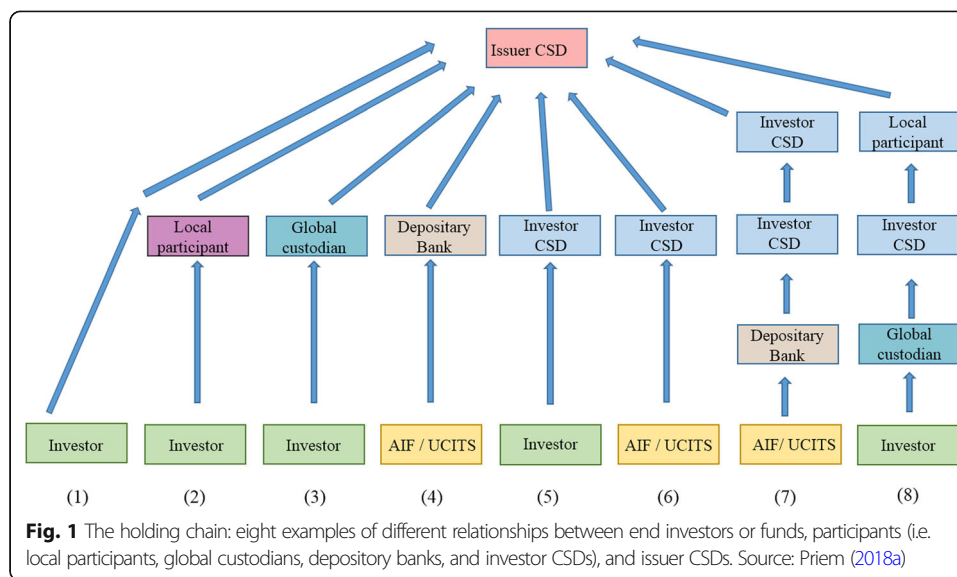 Issuer CSD
Investor
CSD
Local
participant
Local
participant
Global
custodian
Depositary
Bank
Investor
CSD
Investor
CSD
Investor
CSD
Investor
CSD
Depositary
Bank
Global
custodian
Investor
Investor
Investor
AIF / UCITS
Investor
AIF / UCITS
AIF/ UCITS
Investor
(1)
(2)
(3)
(4)
(5)
(6)
(7)
(8)
Fig. 1 The holding chain: eight examples of different relationships between end investors or funds, participants (i.e.
local participants, global custodians, depository banks, and investor CSDs), and issuer CSDs. Source: Priem (2018a)